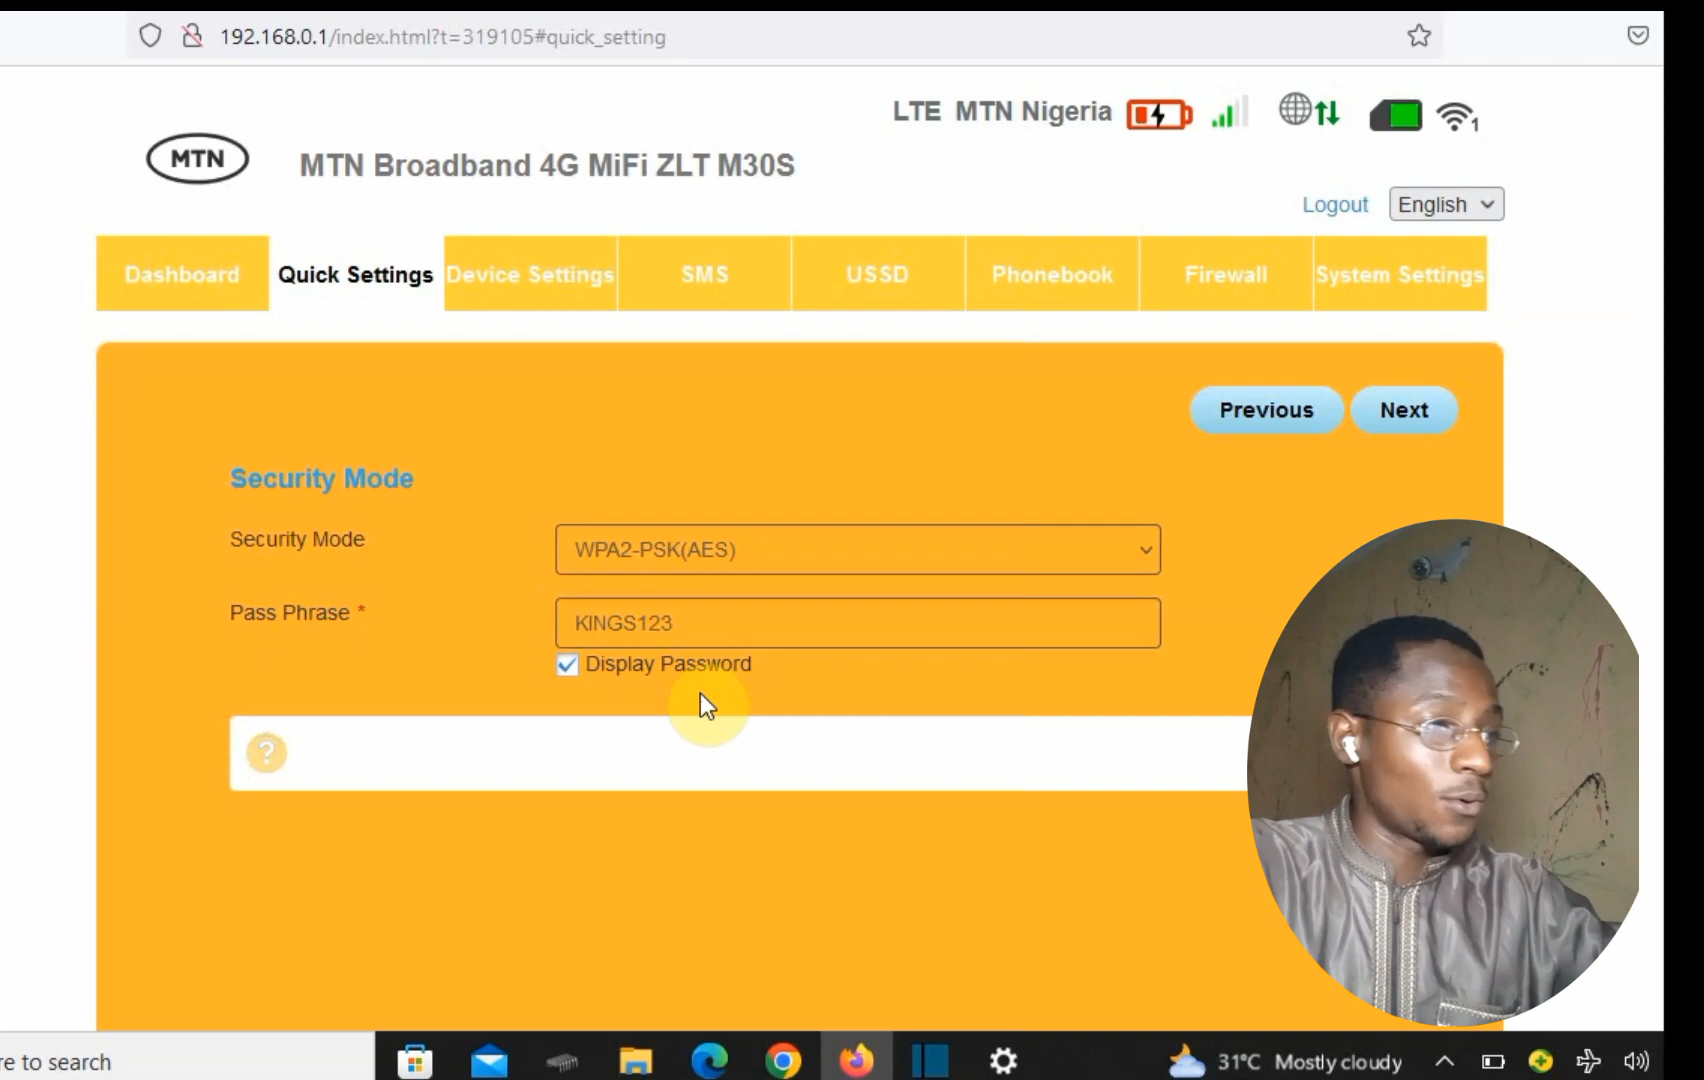 192.168.0.1/index.html?t=319105#quick_setting
LTE MTN Nigeria
1
MTN
MTN Broadband 4G MiFi ZLT M30S
Logout English
Dashboard Quick Settings Device Settings SMS USSD Phonebook Firewall System Settings
Previous Next
Security Mode
Security Mode WPA2-PSK(AES)
Pass Phrase * KINGS123
Display Password
?
re to search
31°C Mostly cloudy